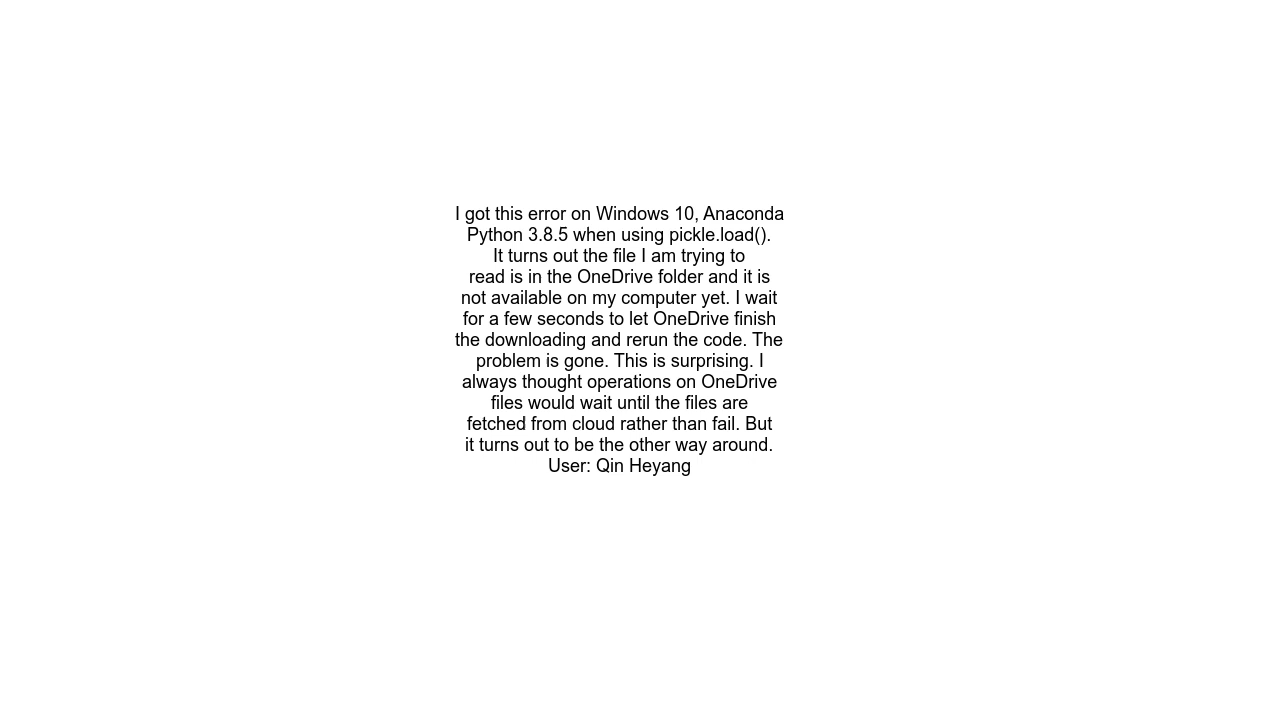 I got this error on Windows 10, Anaconda
Python 3.8.5 when using pickle.load().
It turns out the file I am trying to
read is in the OneDrive folder and it is
not available on my computer yet. I wait
for a few seconds to let OneDrive finish
the downloading and rerun the code. The
problem is gone. This is surprising. I
always thought operations on OneDrive
files would wait until the files are
fetched from cloud rather than fail. But
it turns out to be the other way around.
User: Qin Heyang